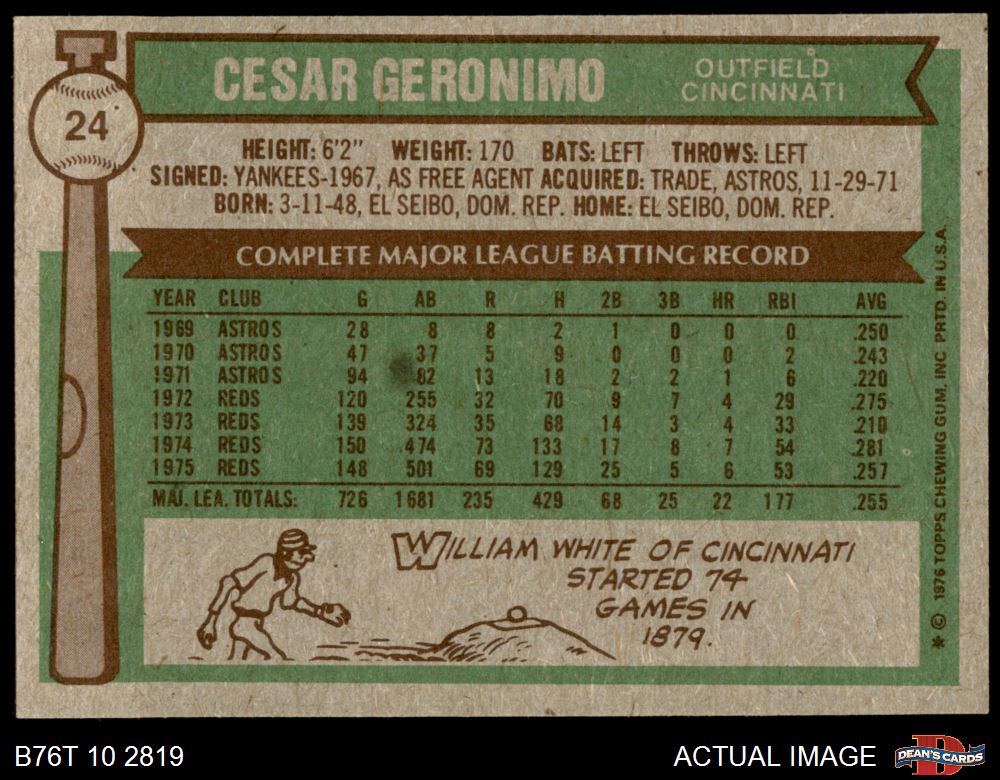 24
CESAR GERONIMO
OUTFIELD
CINCINNATI
HEIGHT: 6'2" WEIGHT: 170 BATS: LEFT THROWS: LEFT
SIGNED: YANKEES-1967, AS FREE AGENT ACQUIRED: TRADE, ASTROS, 11-29-71
BORN: 3-11-48, EL SEIBO, DOM. REP. HOME: EL SEIBO, DOM. REP.
COMPLETE MAJOR LEAGUE BATTING RECORD
YEAR CLUB G AB R H 2B 3B HR RBI AVG
1969 ASTROS 28 8 8 2 1 0 0 0 .250
1970 ASTROS 47 37 5 9 0 0 0 2 .243
1971 ASTROS 94 82 13 18 2 2 1 6 .220
1972 REDS 120 255 32 70 9 7 4 29 .275
1973 REDS 139 324 35 68 14 3 4 33 .210
1974 REDS 150 474 73 133 17 8 7 54 .281
1975 REDS 148 501 69 129 25 5 6 53 .257
MAJ. LEA. TOTALS: 726 1681 235 429 68 25 22 177 .255
WILLIAM WHITE OF CINCINNATI
STARTED 74
GAMES IN
1879.
* © 1976 TOPPS CHEWING GUM, INC. PRTD. IN U.S.A.
B76T 10 2819
ACTUAL IMAGE
DEAN'S CARDS